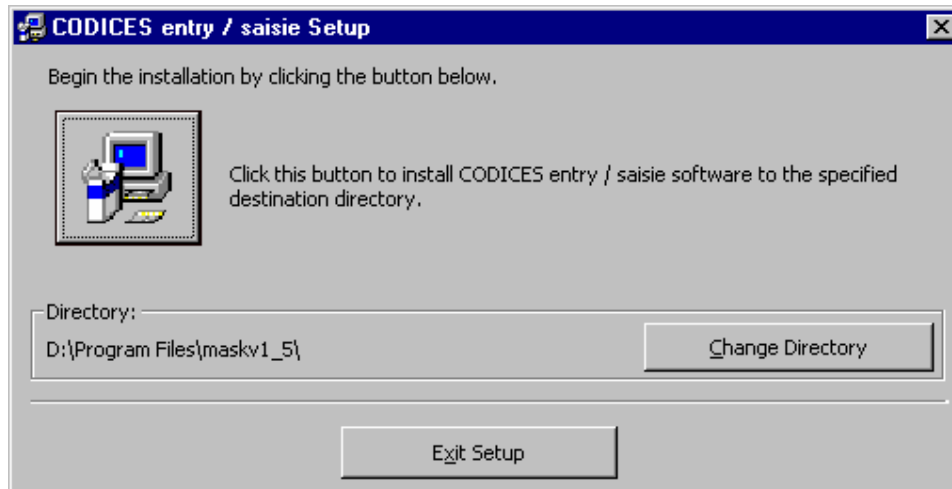 CODICES entry / saisie Setup
Begin the installation by clicking the button below.
Click this button to install CODICES entry / saisie software to the specified
destination directory.
Directory:
D:\Program Files\maskv1_5\
Change Directory
Exit Setup